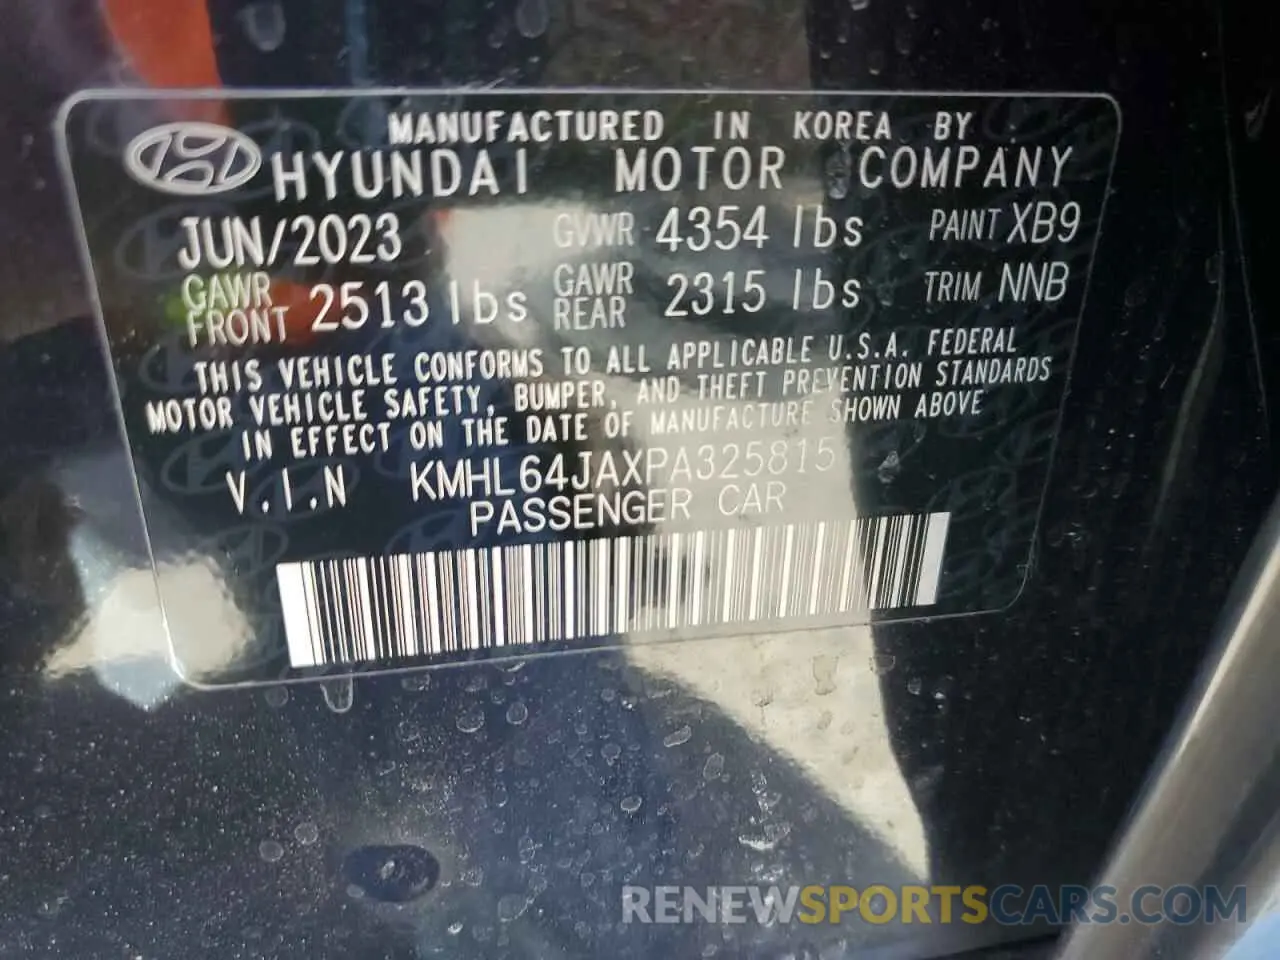 MANUFACTURED IN KOREA BY
HYUNDAI MOTOR COMPANY
JUN/2023 GVWR 4354 lbs PAINT XB9
GAWR FRONT 2513 lbs GAWR REAR 2315 lbs TRIM NNB
THIS VEHICLE CONFORMS TO ALL APPLICABLE U.S.A. FEDERAL
MOTOR VEHICLE SAFETY, BUMPER, AND THEFT PREVENTION STANDARDS
IN EFFECT ON THE DATE OF MANUFACTURE SHOWN ABOVE
V.I.N KMHL64JAXPA325815
PASSENGER CAR
RENEWSPORTSCARS.COM